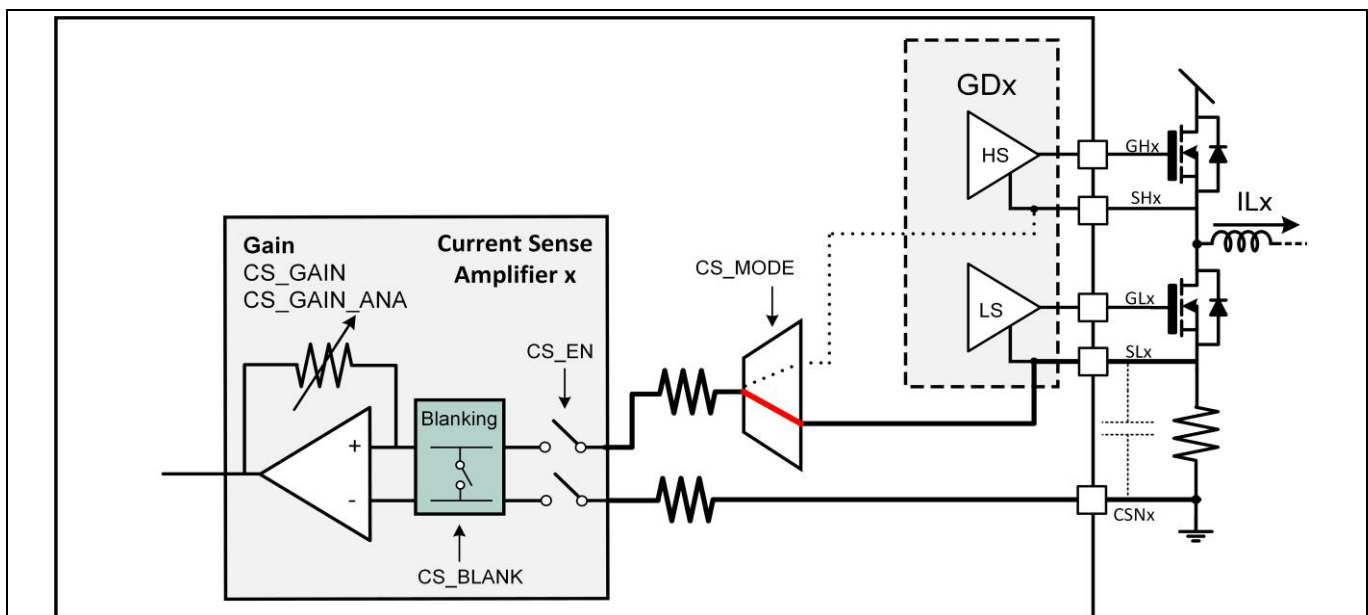 GDx
HS
GHx
SHx
ILx
Gain
CS_GAIN
CS_GAIN_ANA
Current Sense
Amplifier x
CS_MODE
LS
GLx
SLx
CS_EN
Blanking
+
-
CS_BLANK
CSNx